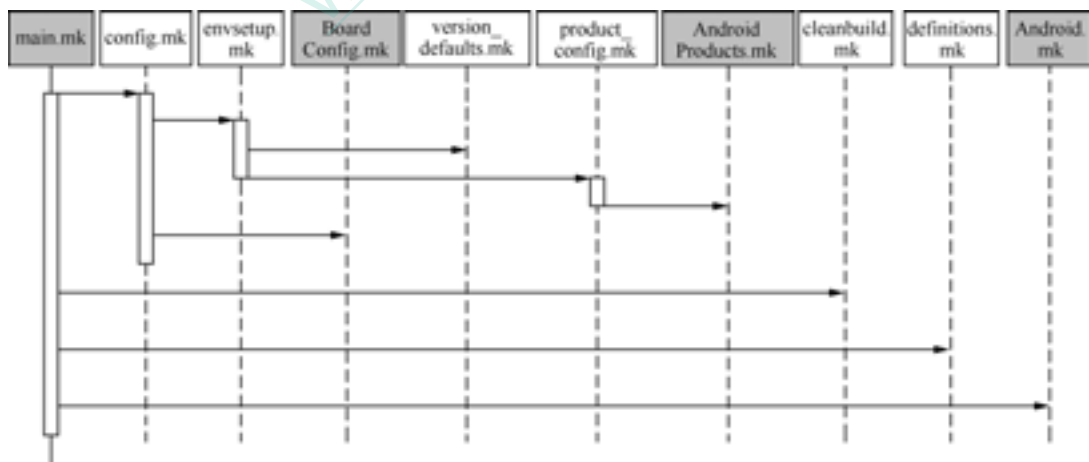 main.mk
config.mk
envsetup.
mk
Board
Config.mk
version_
defaults.mk
product_
config.mk
Android
Products.mk
cleanbuild.
mk
definitions.
mk
Android.
mk